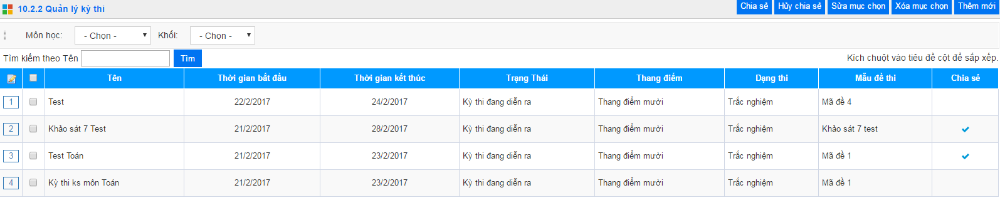 10.2.2 Quản lý kỳ thi
Chia sẻ Hủy chia sẻ Sửa mục chọn Xóa mục chọn Thêm mới
Môn học: - Chọn - Khối: - Chọn -
Tìm kiếm theo Tên Tìm Kích chuột vào tiêu đề cột để sắp xếp.
Tên Thời gian bắt đầu Thời gian kết thúc Trạng Thái Thang điểm Dạng thi Mẫu đề thi Chia sẻ
1 Test 22/2/2017 24/2/2017 Kỳ thi đang diễn ra Thang điểm mười Trắc nghiệm Mã đề 4
2 Khảo sát 7 Test 21/2/2017 28/2/2017 Kỳ thi đang diễn ra Thang điểm mười Trắc nghiệm Khảo sát 7 test
3 Test Toán 21/2/2017 23/2/2017 Kỳ thi đang diễn ra Thang điểm mười Trắc nghiệm Mã đề 1
4 Kỳ thi ks môn Toán 21/2/2017 23/2/2017 Kỳ thi đang diễn ra Thang điểm mười Trắc nghiệm Mã đề 1